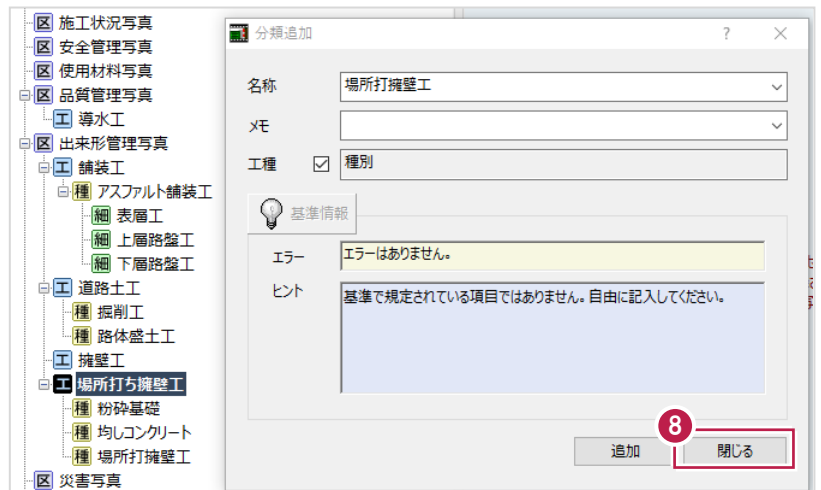 区 施工状況写真
区 安全管理写真
区 使用材料写真
区 品質管理写真
工 導水工
区 出来形管理写真
工 舗装工
種 アスファルト舗装工
細 表層工
細 上層路盤工
細 下層路盤工
工 道路土工
種 掘削工
種 路体盛土工
工 擁壁工
工 場所打ち擁壁工
種 粉砕基礎
種 均しコンクリート
種 場所打擁壁工
区 災害写真
分類追加
?
名称 場所打擁壁工
メモ
工種 種別
基準情報
エラー エラーはありません。
ヒント 基準で規定されている項目ではありません。自由に記入してください。
8
追加 閉じる